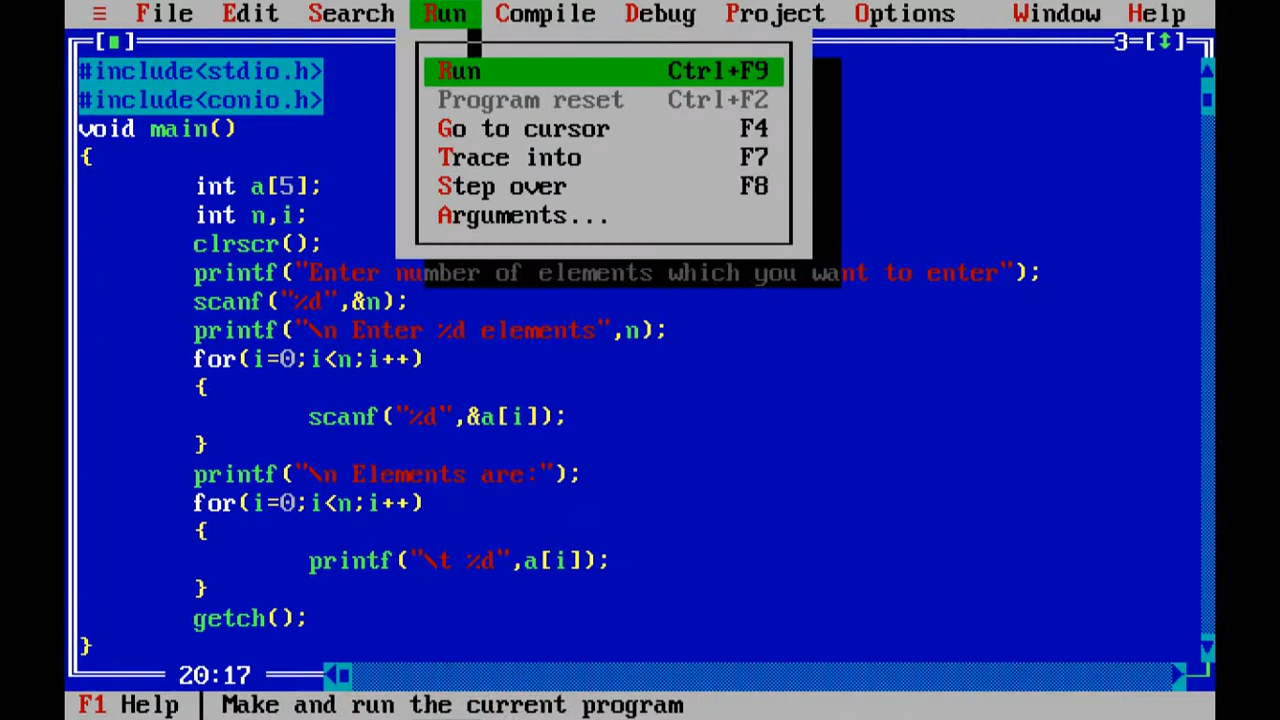 ≡ File Edit Search Run Compile Debug Project Options Window Help
[■] 3=[↕]
#include<stdio.h>
#include<conio.h>
void main()
{
int a[5];
int n,i;
clrscr();
printf("Enter number of elements which you want to enter");
scanf("%d",&n);
printf("\n Enter %d elements",n);
for(i=0;i<n;i++)
{
scanf("%d",&a[i]);
}
printf("\n Elements are:");
for(i=0;i<n;i++)
{
printf("\t %d",a[i]);
}
getch();
}
Run Ctrl+F9
Program reset Ctrl+F2
Go to cursor F4
Trace into F7
Step over F8
Arguments...
20:17
F1 Help | Make and run the current program